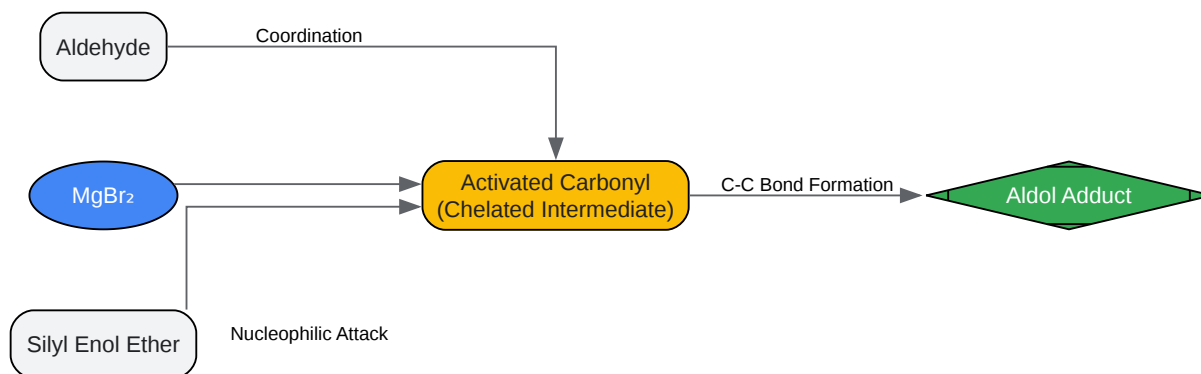 Aldehyde
Coordination
MgBr₂
Activated Carbonyl
(Chelated Intermediate)
C-C Bond Formation
Aldol Adduct
Silyl Enol Ether
Nucleophilic Attack